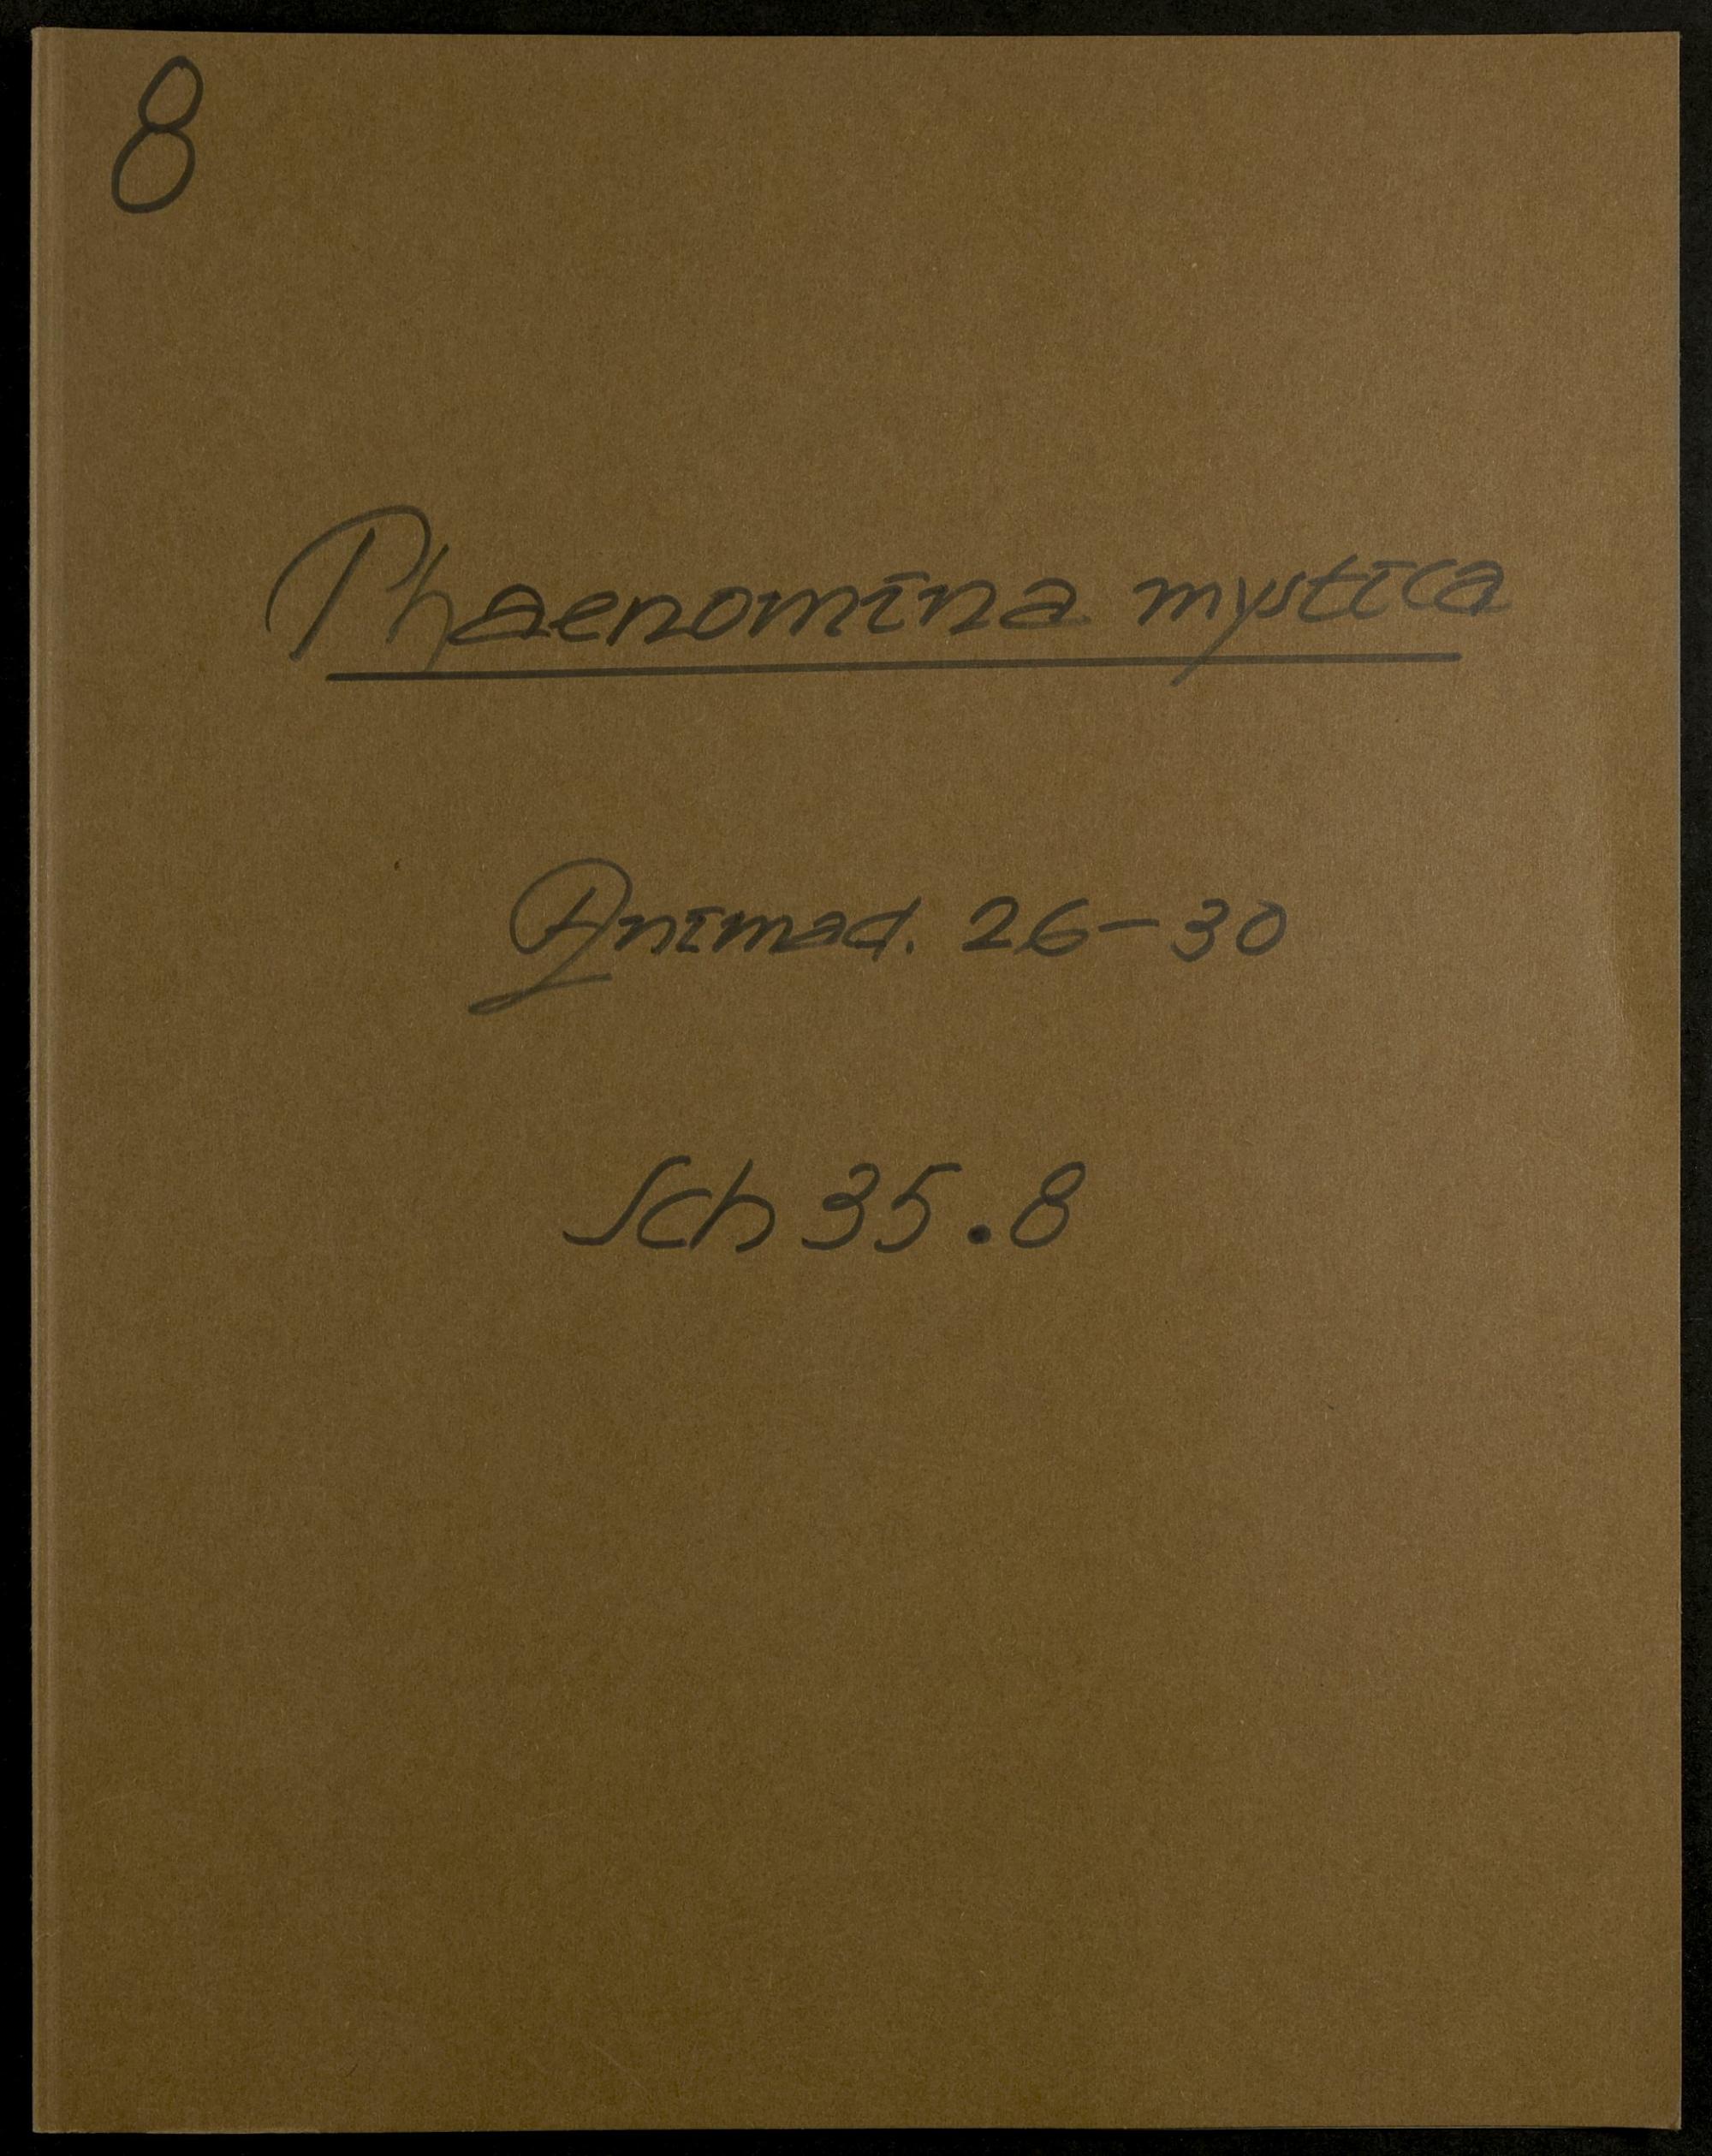 8
Phaenomina mystica
Animad. 26-30
Sch 35.8